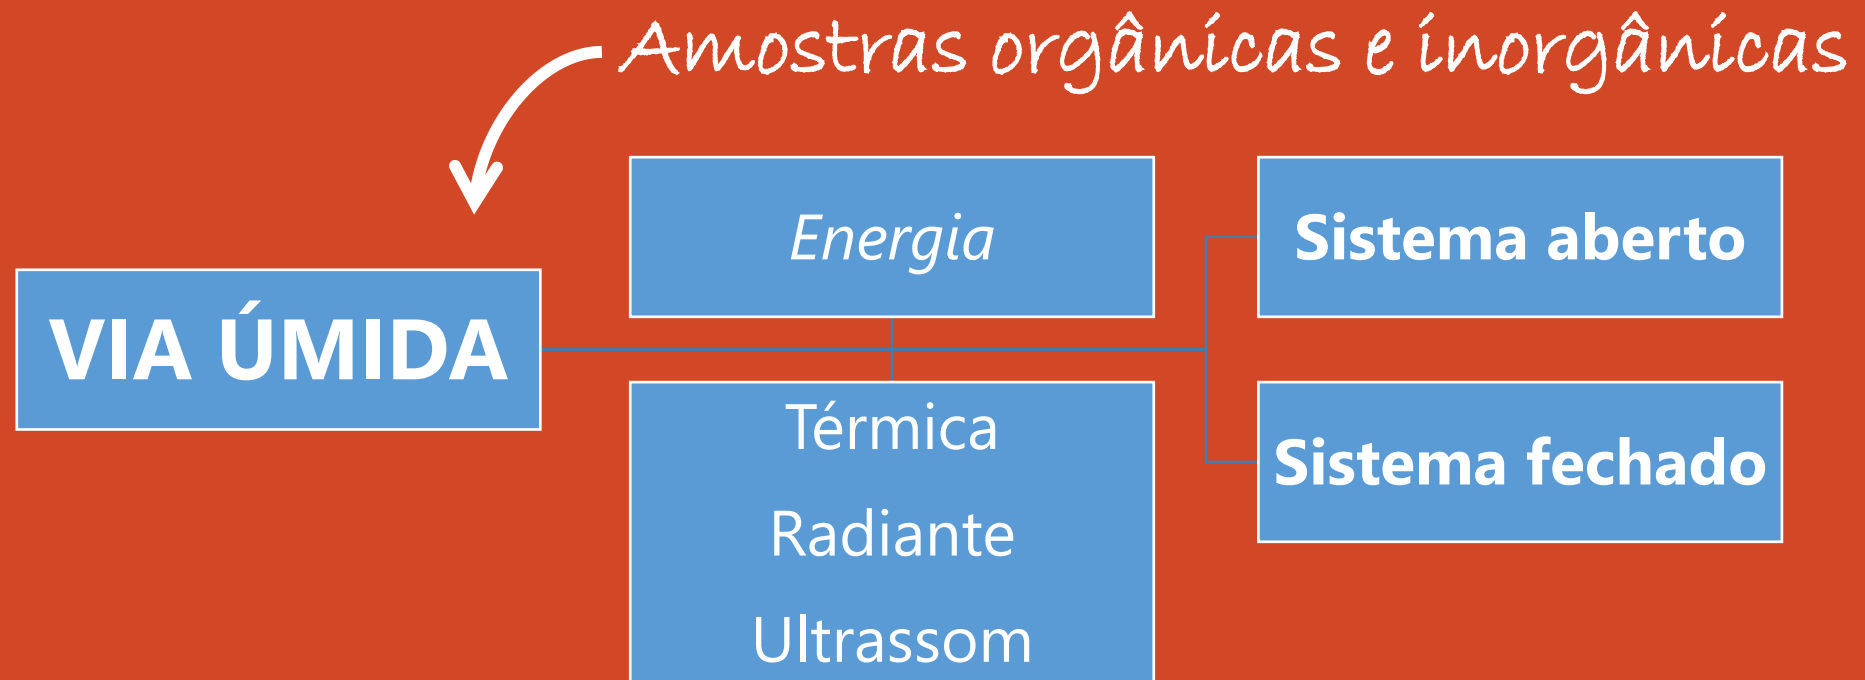 Amostras orgânicas e inorgânicas
VIA ÚMIDA
Energia
Térmica
Radiante
Ultrassom
Sistema aberto
Sistema fechado